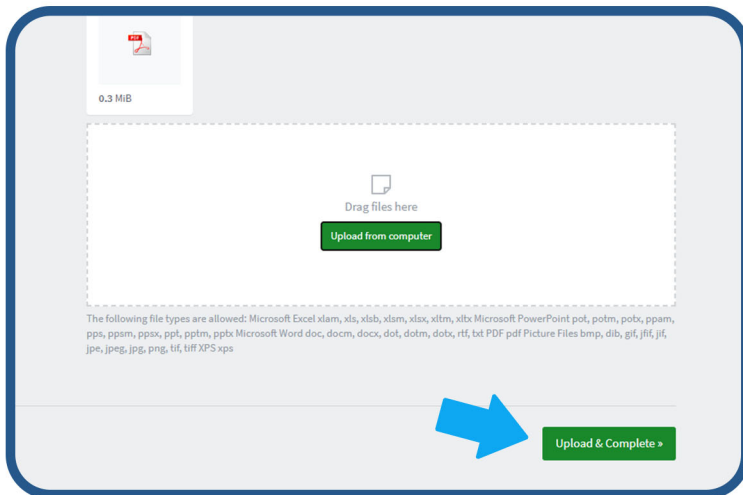 PDF
0.3 MiB
Drag files here
Upload from computer
The following file types are allowed: Microsoft Excel xlam, xls, xlsb, xlsm, xlsx, xltm, xltx Microsoft PowerPoint pot, potm, potx, ppam,
pps, ppsm, ppsx, ppt, pptm, pptx Microsoft Word doc, docm, docx, dot, dotm, dotx, rtf, txt PDF pdf Picture Files bmp, dib, gif, jfif, jif,
jpe, jpeg, jpg, png, tif, tiff XPS xps
Upload & Complete »